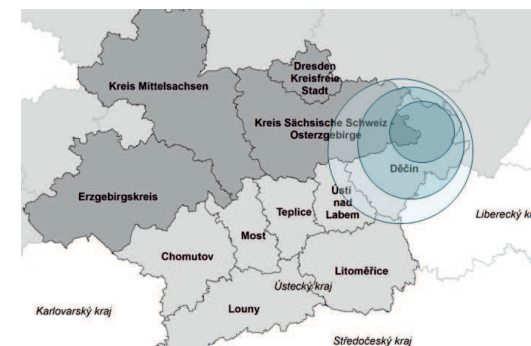 Dresden
Kreisfreie
Stadt
Kreis Mittelsachsen
Kreis Sächsische Schweiz -
Osterzgebirge
Děčín
Erzgebirgskreis
Ústí
nad
Labem
Teplice
Liberecký k
Most
Chomutov
Litoměřice
Ústecký kraj
Louny
Karlovarský kraj
Středočeský kraj